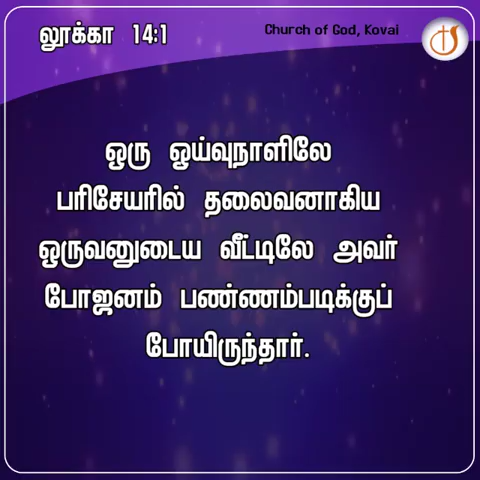 லூக்கா 14:1
Church of God, Kovai
ஒரு ஓய்வுநாளிலே
பரிசேயரில் தலைவனாகிய
ஒருவனுடைய வீட்டிலே அவர்
போஜனம் பண்ணம்படிக்குப்
போயிருந்தார்.